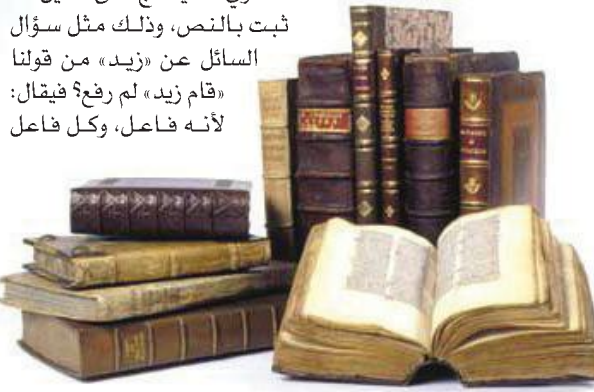 ثبت بالنص، وذلك مثل سؤال
السائل عن «زيد» من قولنا
«قام زيد» لم رفع؟ فيقال:
لأنه فاعل، وكل فاعل